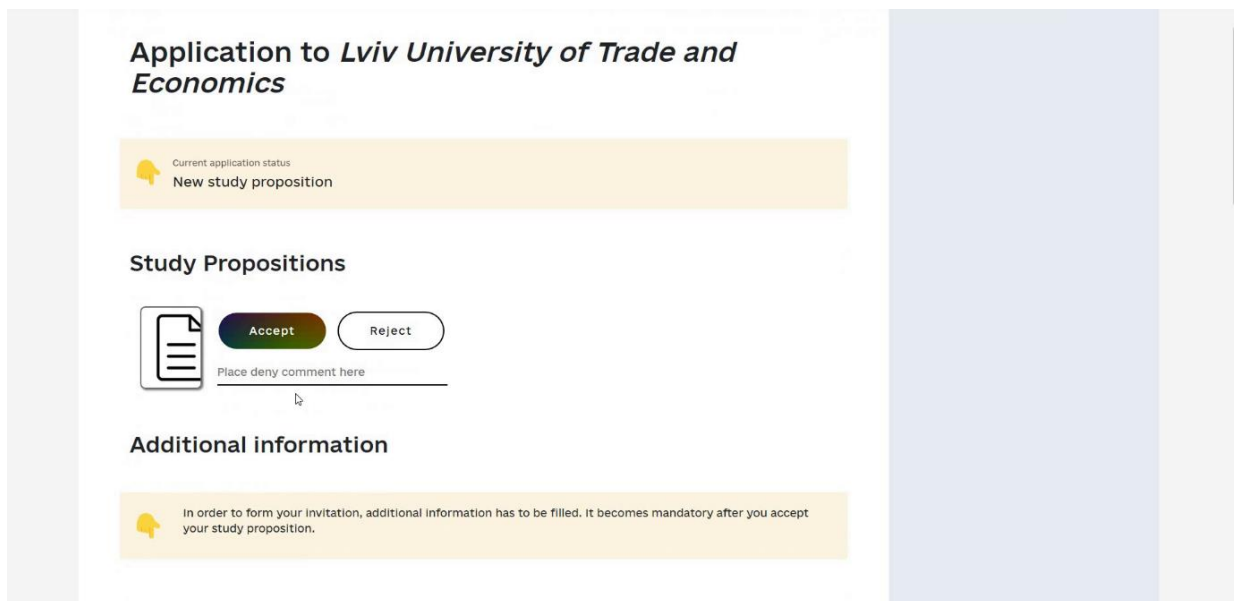 Application to Lviv University of Trade and
Economics
Current application status
New study proposition
Study Propositions
Accept
Reject
Place deny comment here
Additional information
In order to form your invitation, additional information has to be filled. It becomes mandatory after you accept
your study proposition.